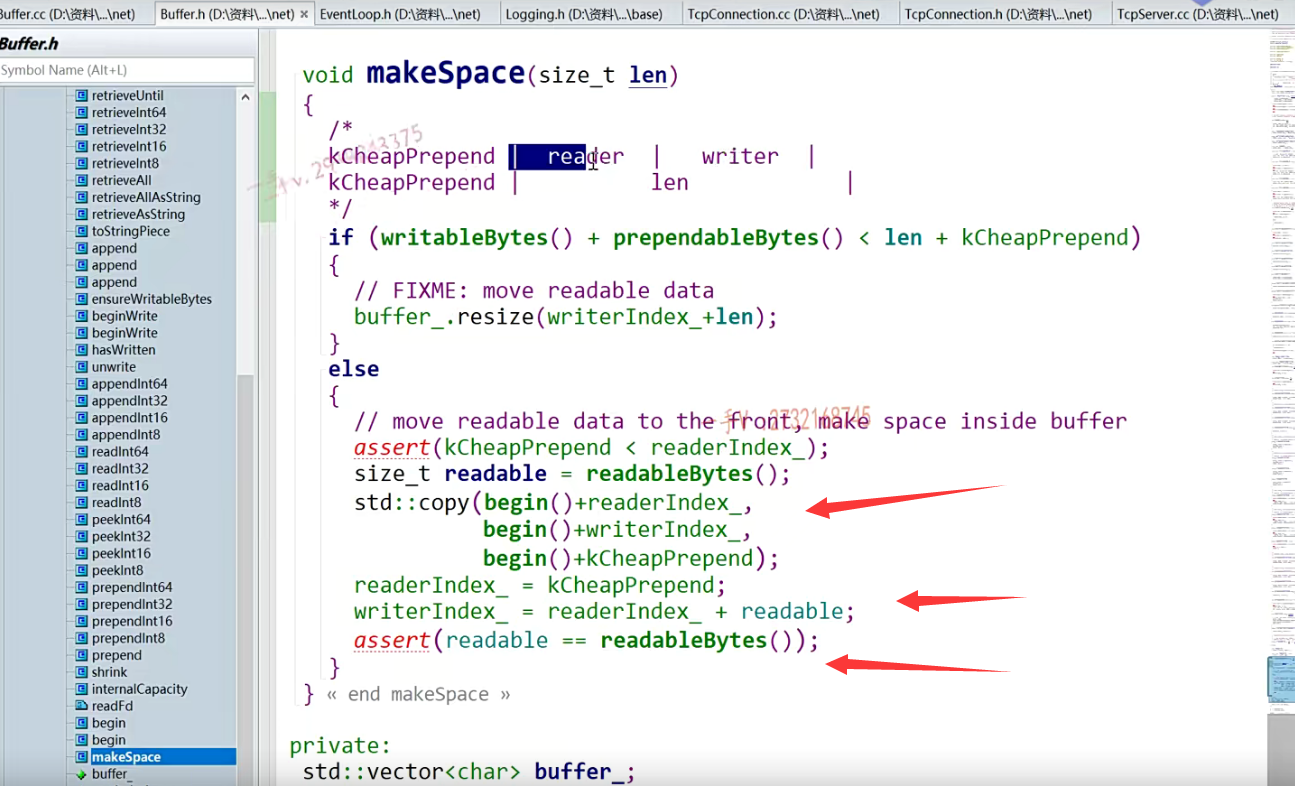 Buffer.cc (D:\资料\...\net)
Buffer.h (D:\资料\...\net) ×
EventLoop.h (D:\资料\...\net)
Logging.h (D:\资料\...\base)
TcpConnection.cc (D:\资料\...\net)
TcpConnection.h (D:\资料\...\net)
TcpServer.cc (D:\资料\...\net)
Buffer.h
Symbol Name (Alt+L)
retrieveUntil
retrieveInt64
retrieveInt32
retrieveInt16
retrieveInt8
retrieveAll
retrieveAllAsString
retrieveAsString
toStringPiece
append
append
append
ensureWritableBytes
beginWrite
beginWrite
hasWritten
unwrite
appendInt64
appendInt32
appendInt16
appendInt8
readInt64
readInt32
readInt16
readInt8
peekInt64
peekInt32
peekInt16
peekInt8
prependInt64
prependInt32
prependInt16
prependInt8
prepend
shrink
internalCapacity
readFd
begin
begin
makeSpace
buffer_
void makeSpace(size_t len)
{
/*
kCheapPrepend | reader | writer |
kCheapPrepend | len |
*/
if (writableBytes() + prependableBytes() < len + kCheapPrepend)
{
// FIXME: move readable data
buffer_.resize(writerIndex_+len);
}
else
{
// move readable data to the front, make space inside buffer
assert(kCheapPrepend < readerIndex_);
size_t readable = readableBytes();
std::copy(begin()+readerIndex_,
begin()+writerIndex_,
begin()+kCheapPrepend);
readerIndex_ = kCheapPrepend;
writerIndex_ = readerIndex_ + readable;
assert(readable == readableBytes());
}
} « end makeSpace »
private:
std::vector<char> buffer_;